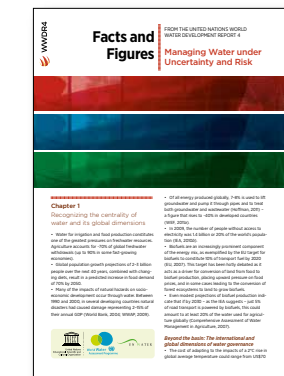 WWDR4
Facts and
Figures
FROM THE UNITED NATIONS WORLD
WATER DEVELOPMENT REPORT 4
Managing Water under
Uncertainty and Risk
Chapter 1
Recognizing the centrality of
water and its global dimensions
• Water for irrigation and food production constitutes
one of the greatest pressures on freshwater resources.
Agriculture accounts for ~70% of global freshwater
withdrawals (up to 90% in some fast-growing
economies).
• Global population growth projections of 2–3 billion
people over the next 40 years, combined with chang-
ing diets, result in a predicted increase in food demand
of 70% by 2050.
• Many of the impacts of natural hazards on socio-
economic development occur through water. Between
1990 and 2000, in several developing countries natural
disasters had caused damage representing 2–15% of
their annual GDP (World Bank, 2004; WWAP, 2009).
• Of all energy produced globally, 7–8% is used to lift
groundwater and pump it through pipes and to treat
both groundwater and wastewater (Hoffman, 2011) –
a figure that rises to ~40% in developed countries
(WEF, 2011a).
• In 2009, the number of people without access to
electricity was 1.4 billion or 20% of the world's popula-
tion (IEA, 2010b).
• Biofuels are an increasingly prominent component
of the energy mix, as exemplified by the EU target for
biofuels to constitute 10% of transport fuel by 2020
(EU, 2007). This target has been hotly debated as it
acts as a driver for conversion of land from food to
biofuel production, placing upward pressure on food
prices, and in some cases leading to the conversion of
forest ecosystems to land to grow biofuels.
• Even modest projections of biofuel production indi-
cate that if by 2030 – as the IEA suggests – just 5%
of road transport is powered by biofuels, this could
amount to at least 20% of the water used for agricul-
ture globally (Comprehensive Assessment of Water
Management in Agriculture, 2007).
Beyond the basin: The international and
global dimensions of water governance
• The cost of adapting to the impacts of a 2°C rise in
global average temperature could range from US$70